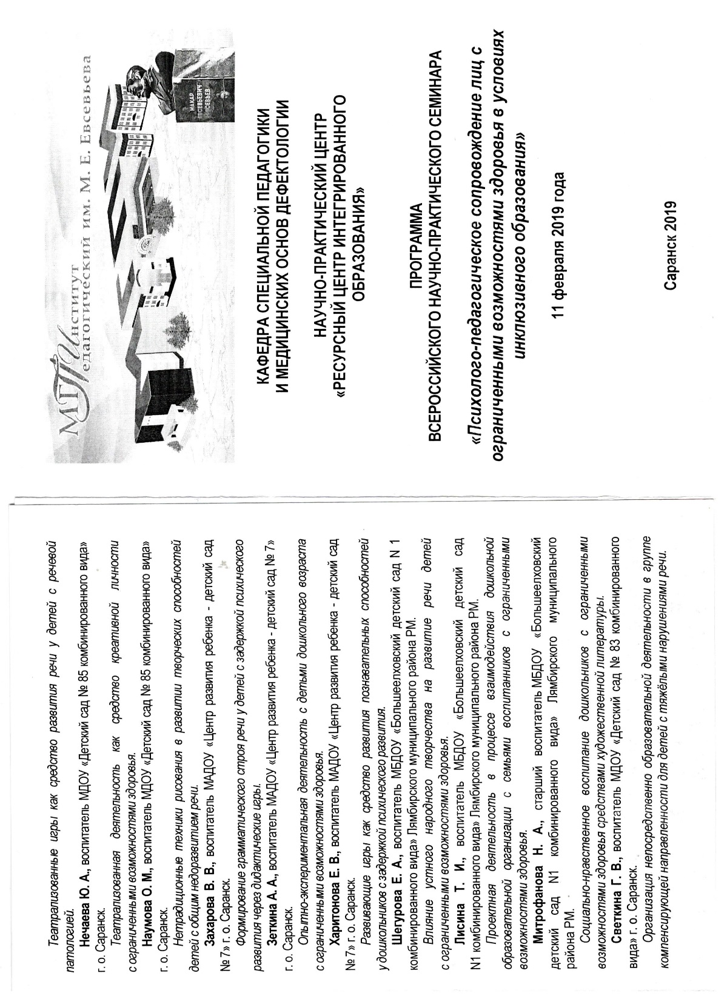 Театрализованные игры как средство развития речи у детей с речевой
патологией.
Нечаева Ю. А., воспитатель МДОУ «Детский сад № 85 комбинированного вида»
г. о. Саранск.
Театрализованная деятельность как средство креативной личности
с ограниченными возможностями здоровья.
Наумова О. М., воспитатель МДОУ «Детский сад № 85 комбинированного вида»
г. о. Саранск.
Нетрадиционные техники рисования в развитии творческих способностей
детей с общим недоразвитием речи.
Захарова В. В., воспитатель МАДОУ «Центр развития ребенка - детский сад
№ 7» г. о. Саранск.
Формирование грамматического строя речи у детей с задержкой психического
развития через дидактические игры.
Зеткина А. А., воспитатель МАДОУ «Центр развития ребенка - детский сад № 7»
г. о. Саранск.
Опытно-экспериментальная деятельность с детьми дошкольного возраста
с ограниченными возможностями здоровья.
Харитонова Е. В., воспитатель МАДОУ «Центр развития ребенка - детский сад
№ 7» г. о. Саранск.
Развивающие игры как средство развития познавательных способностей
у дошкольников с задержкой психического развития.
Шегурова Е. А., воспитатель МБДОУ «Большеелховский детский сад N 1
комбинированного вида» Лямбирского муниципального района РМ.
Влияние устного народного творчества на развитие речи детей
с ограниченными возможностями здоровья.
Лисина Т. И., воспитатель МБДОУ «Большеелховский детский сад
N1 комбинированного вида» Лямбирского муниципального района РМ.
Проектная деятельность в процессе взаимодействия дошкольной
образовательной организации с семьями воспитанников с ограниченными
возможностями здоровья.
Митрофанова Н. А., старший воспитатель МБДОУ «Большеелховский
детский сад N1 комбинированного вида» Лямбирского муниципального
района РМ.
Социально-нравственное воспитание дошкольников с ограниченными
возможностями здоровья средствами художественной литературы.
Светкина Г. В., воспитатель МДОУ «Детский сад № 83 комбинированного
вида» г. о. Саранск.
Организация непосредственно образовательной деятельности в группе
компенсирующей направленности для детей с тяжёлыми нарушениями речи.
МГПИ
нститут
едагогический им. М. Е. Евсевьева
МАКАР
ЕВСЕВЬЕВИЧ
ЕВСЕВЬЕВ
КАФЕДРА СПЕЦИАЛЬНОЙ ПЕДАГОГИКИ
И МЕДИЦИНСКИХ ОСНОВ ДЕФЕКТОЛОГИИ
НАУЧНО-ПРАКТИЧЕСКИЙ ЦЕНТР
«РЕСУРСНЫЙ ЦЕНТР ИНТЕГРИРОВАННОГО
ОБРАЗОВАНИЯ»
ПРОГРАММА
ВСЕРОССИЙСКОГО НАУЧНО-ПРАКТИЧЕСКОГО СЕМИНАРА
«Психолого-педагогическое сопровождение лиц с
ограниченными возможностями здоровья в условиях
инклюзивного образования»
11 февраля 2019 года
Саранск 2019